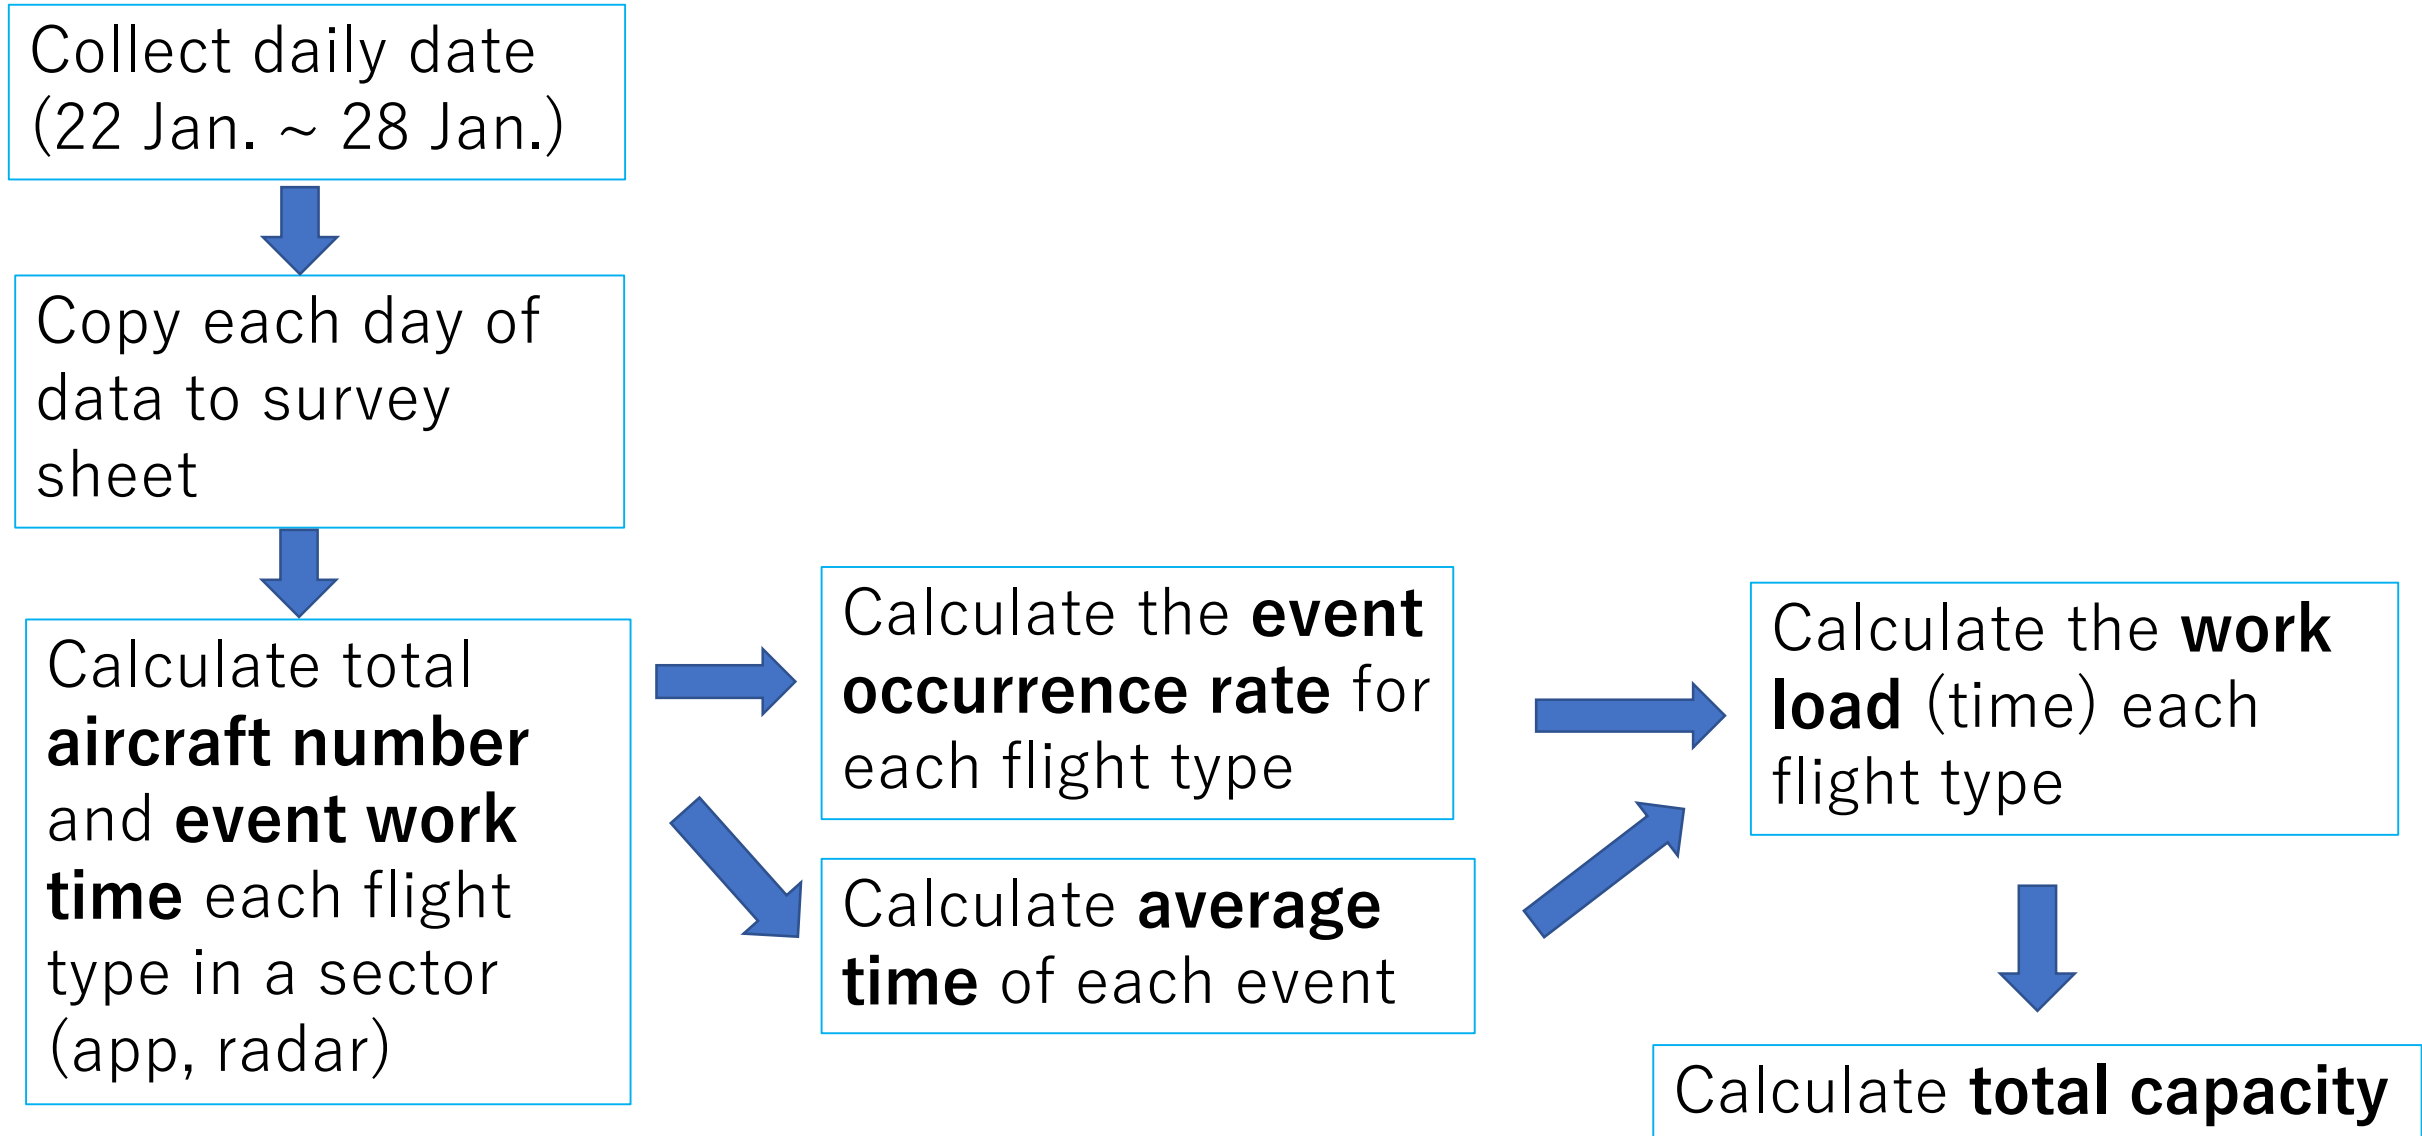 Collect daily date
(22 Jan. ~ 28 Jan.)
Copy each day of
data to survey
sheet
Calculate total
aircraft number
and event work
time each flight
type in a sector
(app, radar)
Calculate the event
occurrence rate for
each flight type
Calculate average
time of each event
Calculate the work
load (time) each
flight type
Calculate total capacity